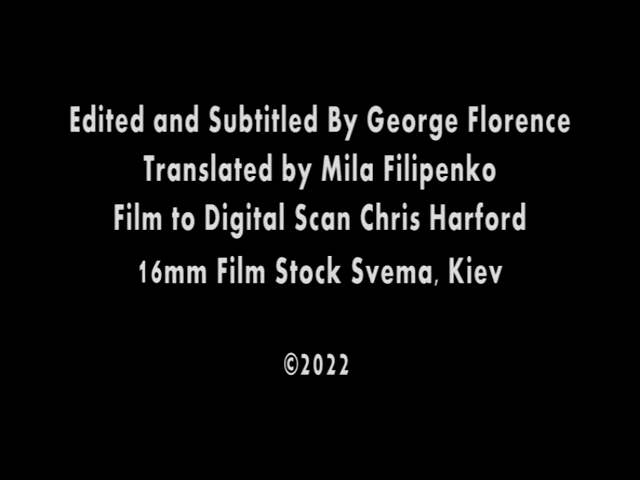 Edited and Subtitled By George Florence
Translated by Mila Filipenko
Film to Digital Scan Chris Harford
16mm Film Stock Svema, Kiev
©2022